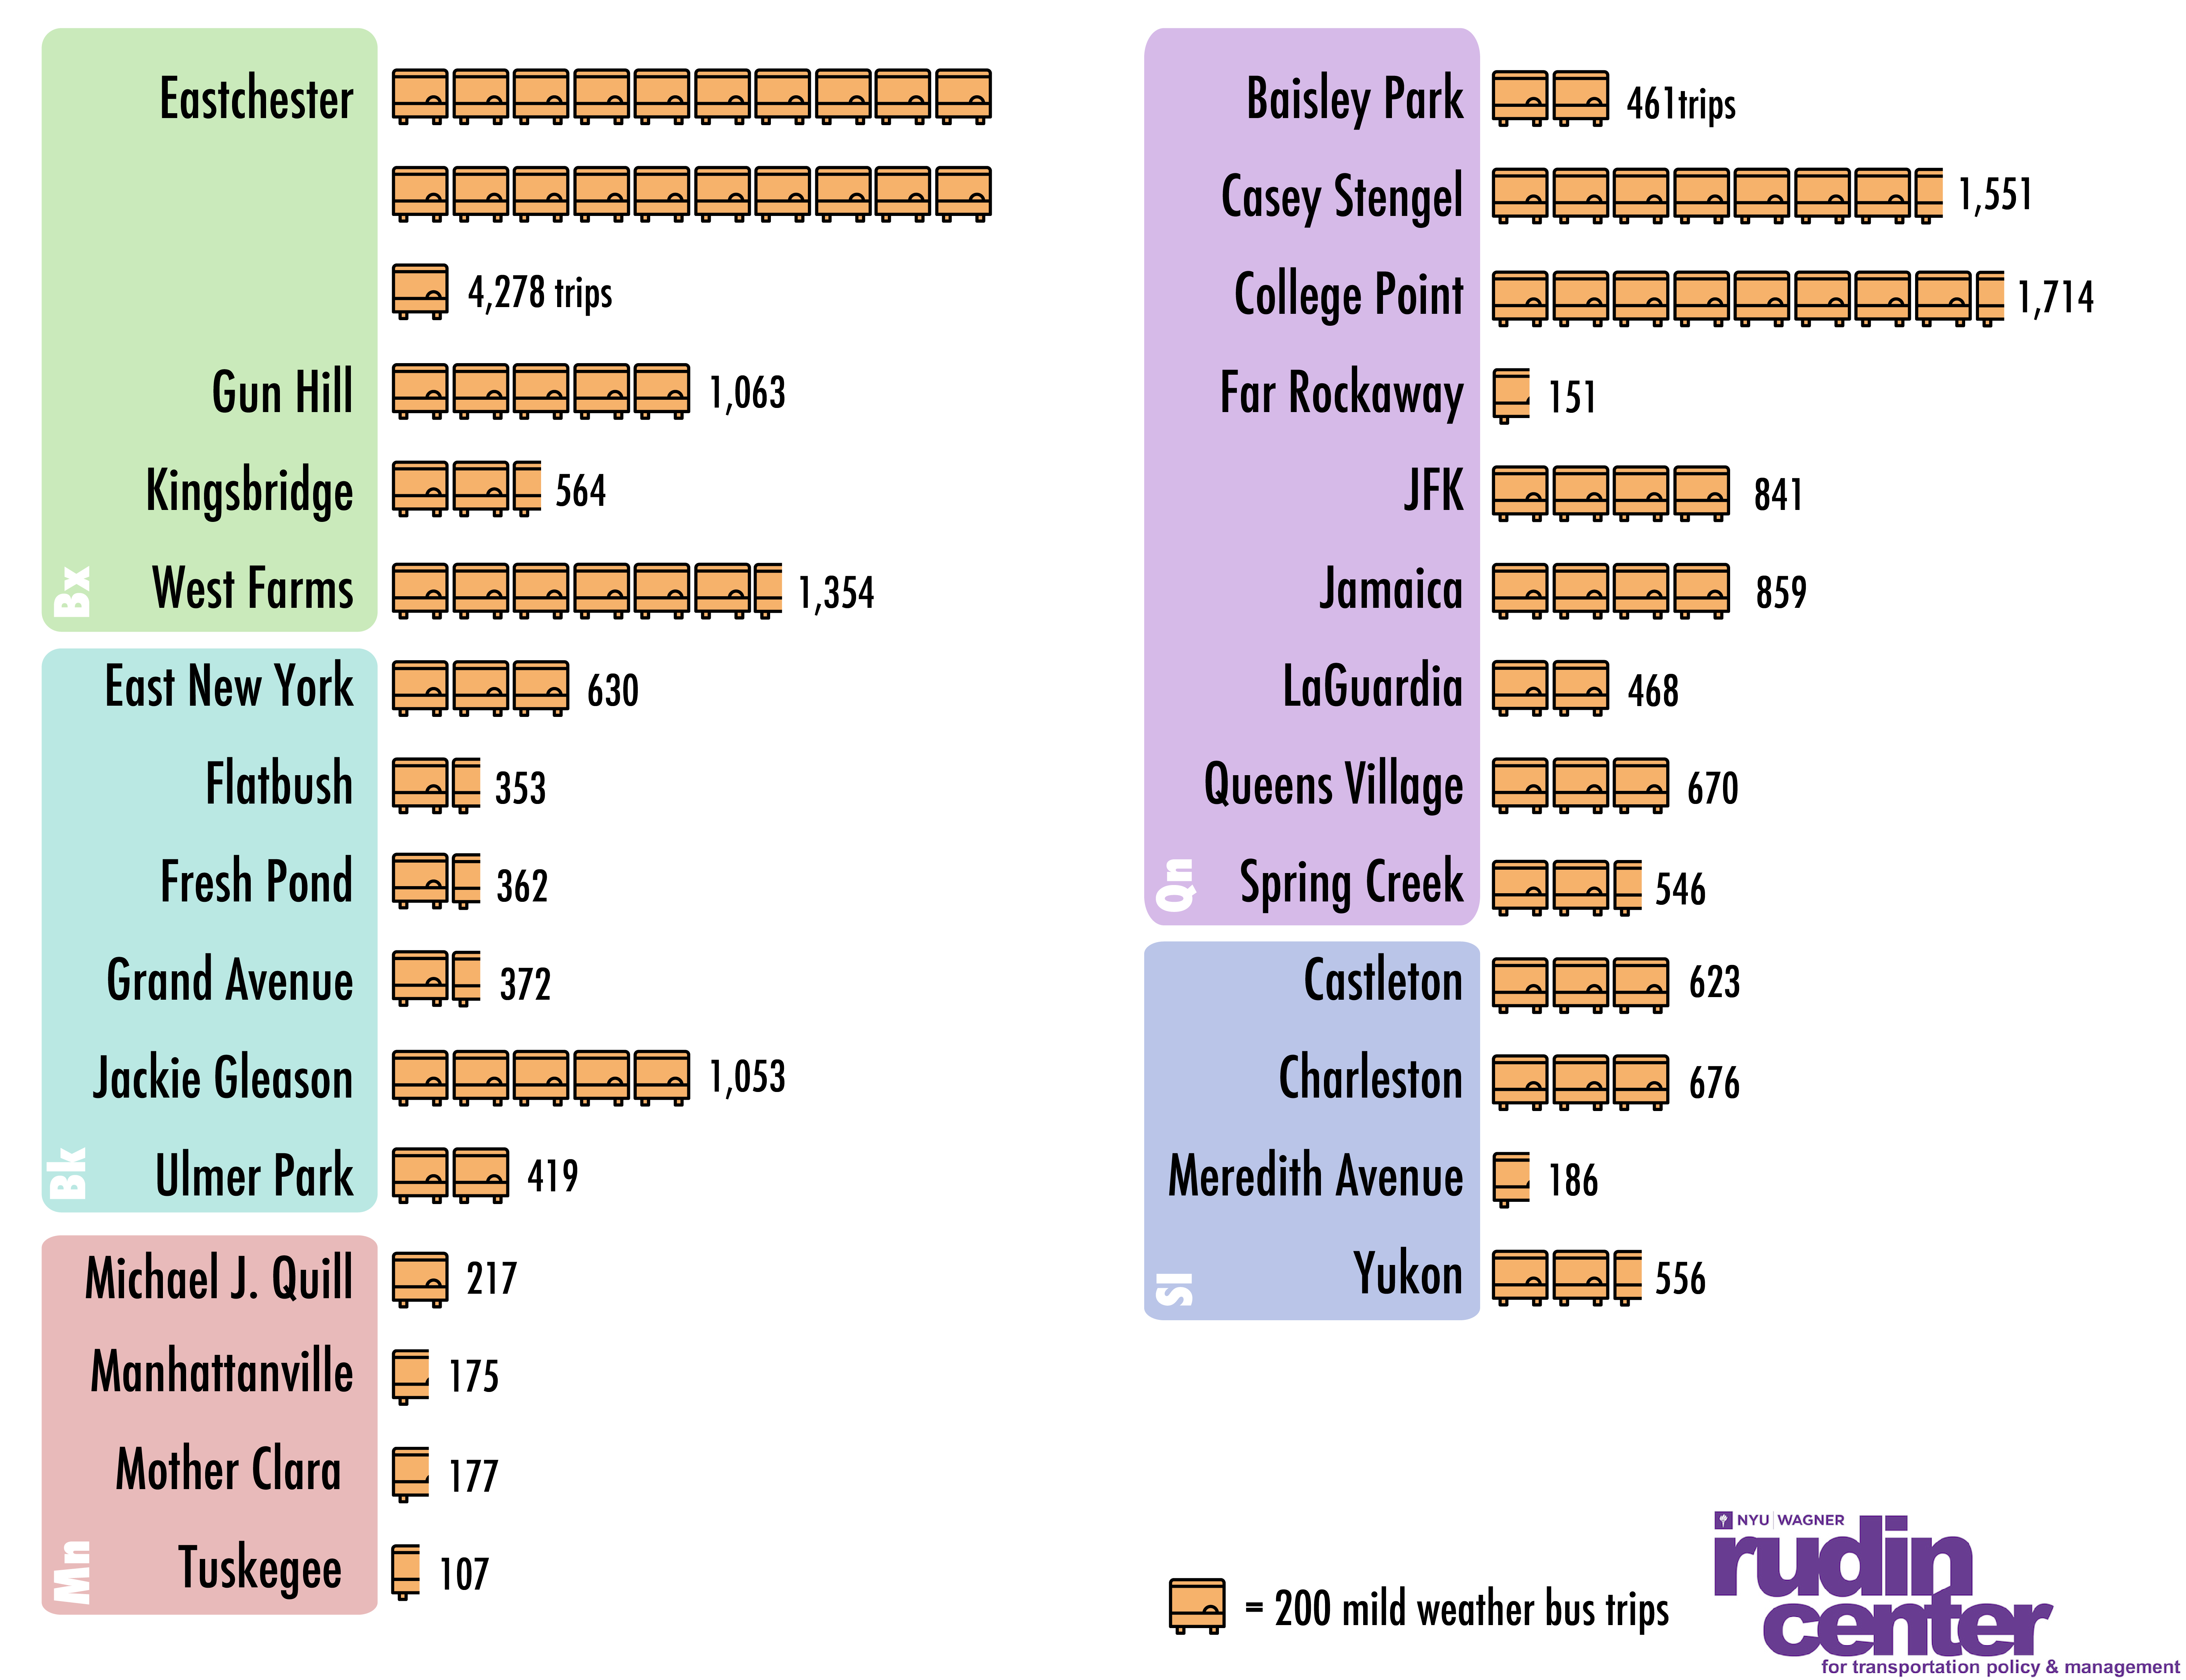 Eastchester
4,278 trips
Gun Hill 1,063
Kingsbridge 564
West Farms 1,354
Bx
East New York 630
Flatbush 353
Fresh Pond 362
Grand Avenue 372
Jackie Gleason 1,053
Ulmer Park 419
Bk
Michael J. Quill 217
Manhattanville 175
Mother Clara 177
Tuskegee 107
Mn
Baisley Park 461trips
Casey Stengel 1,551
College Point 1,714
Far Rockaway 151
JFK 841
Jamaica 859
LaGuardia 468
Queens Village 670
Spring Creek 546
Qn
Castleton 623
Charleston 676
Meredith Avenue 186
Yukon 556
SI
= 200 mild weather bus trips
NYU WAGNER
rudin
center
for transportation policy & management